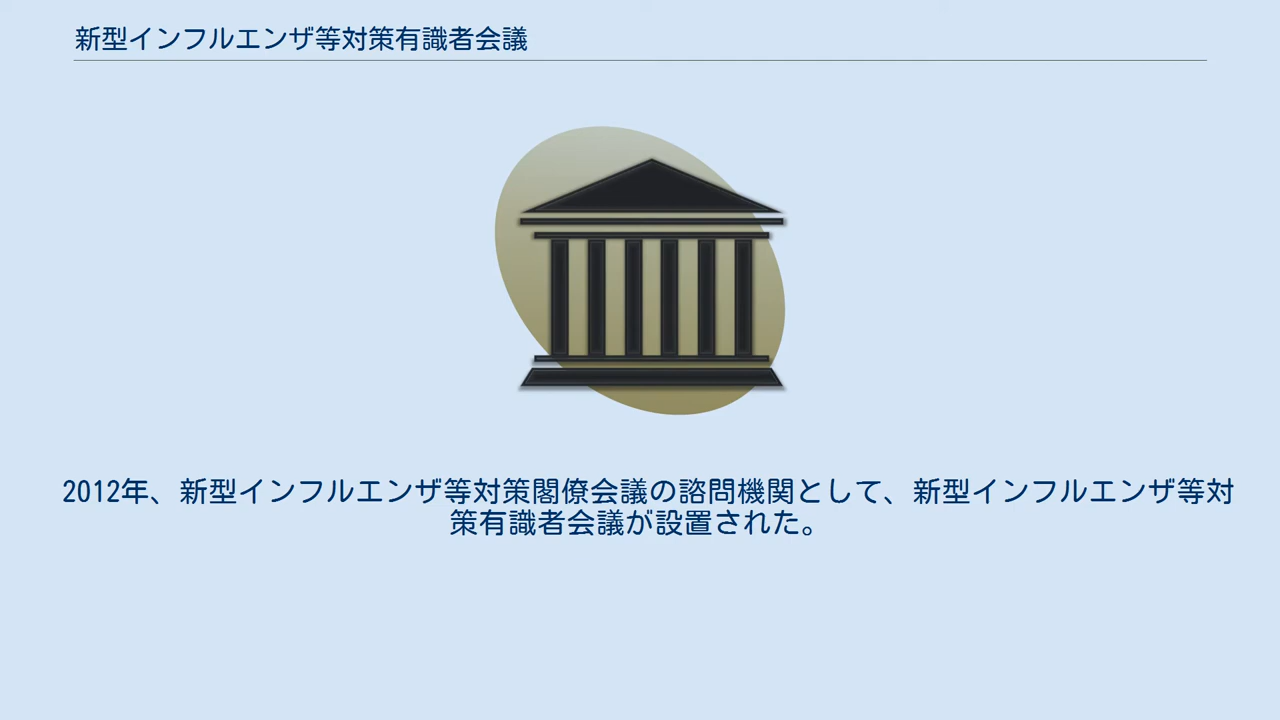 新型インフルエンザ等対策有識者会議
2012年、新型インフルエンザ等対策閣僚会議の諮問機関として、新型インフルエンザ等対
策有識者会議が設置された。